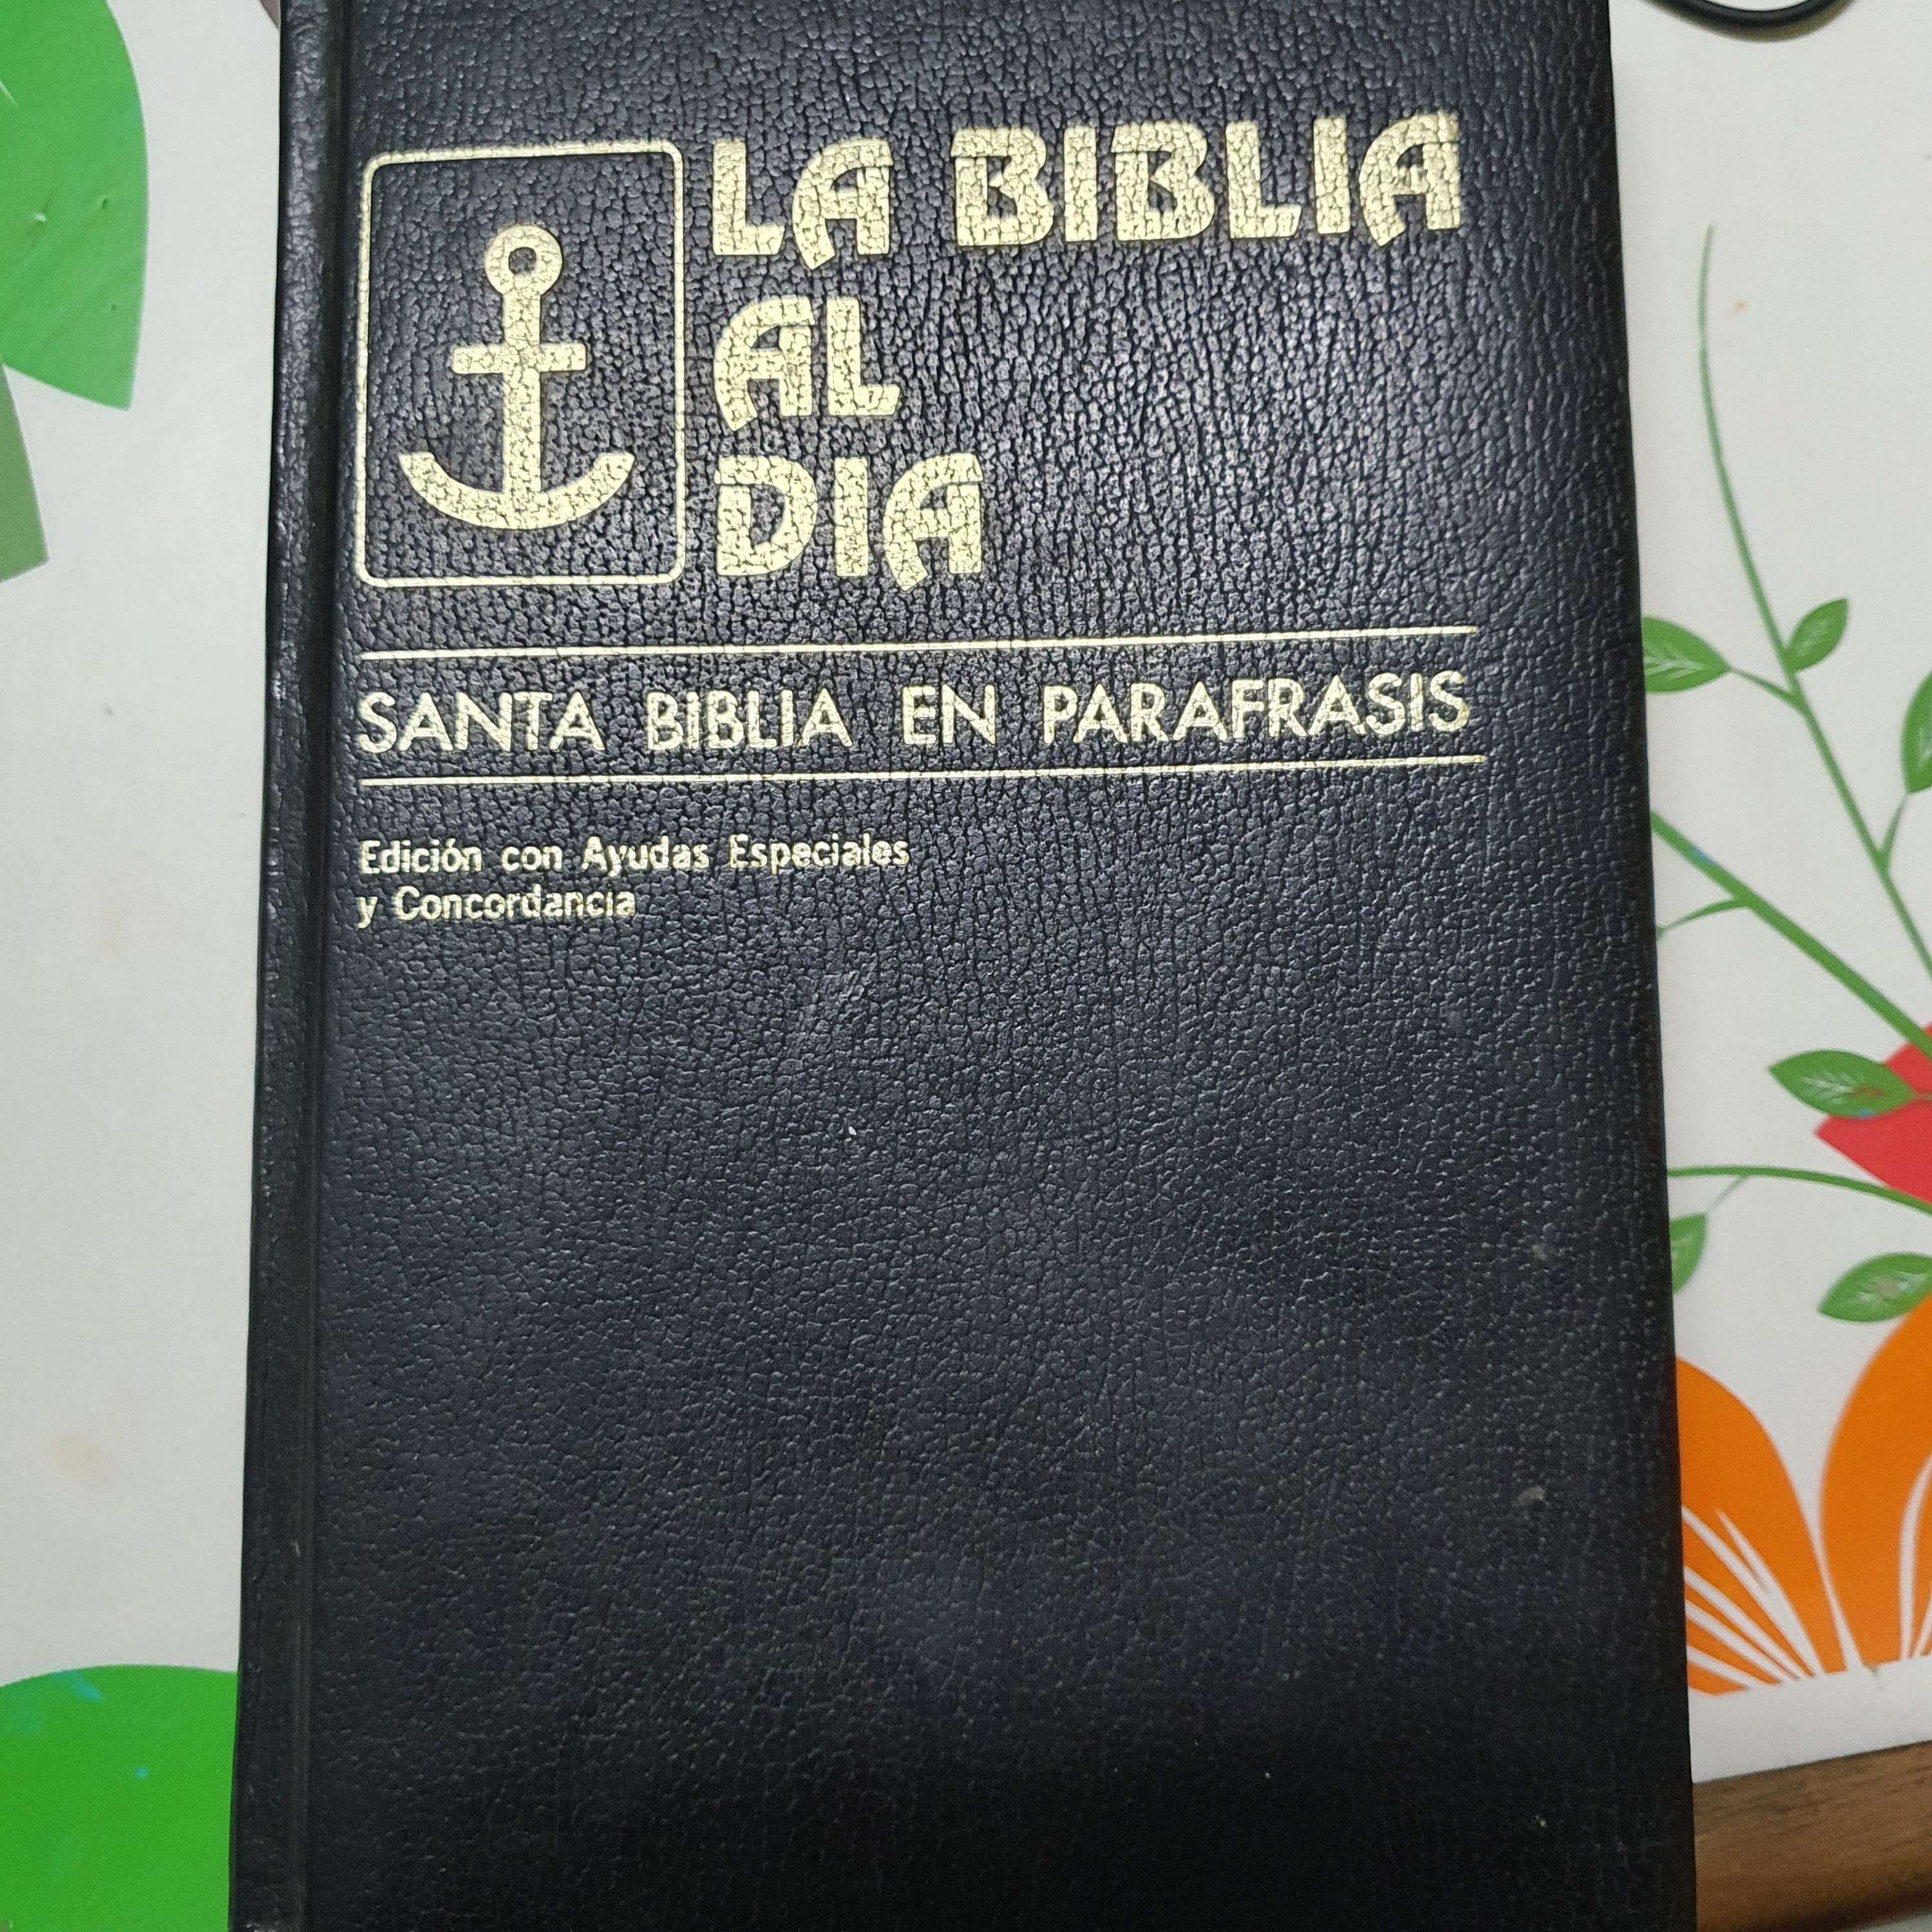 LA BIBLIA
AL
DIA
SANTA BIBLIA EN PARAFRASIS
Edición con Ayudas Especiales
y Concordancia